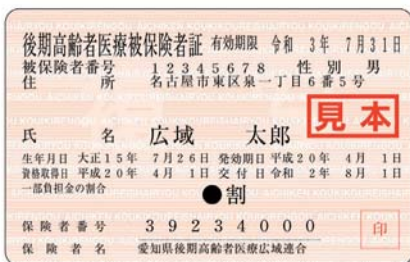 後期高齢者医療被保険者証 有効期限 令和 3年 7月31日
被保険者番号 12345678 性別 男
住所 名古屋市東区泉一丁目6番5号
見本
氏名 広域 太郎
生年月日 大正15年 7月26日 発効期日 平成20年 4月 1日
資格取得日 平成20年 4月 1日 交付日 令和 2年 8月 1日
一部負担金の割合
●割
保険者番号 39234000
保険者名 愛知県後期高齢者医療広域連合
印